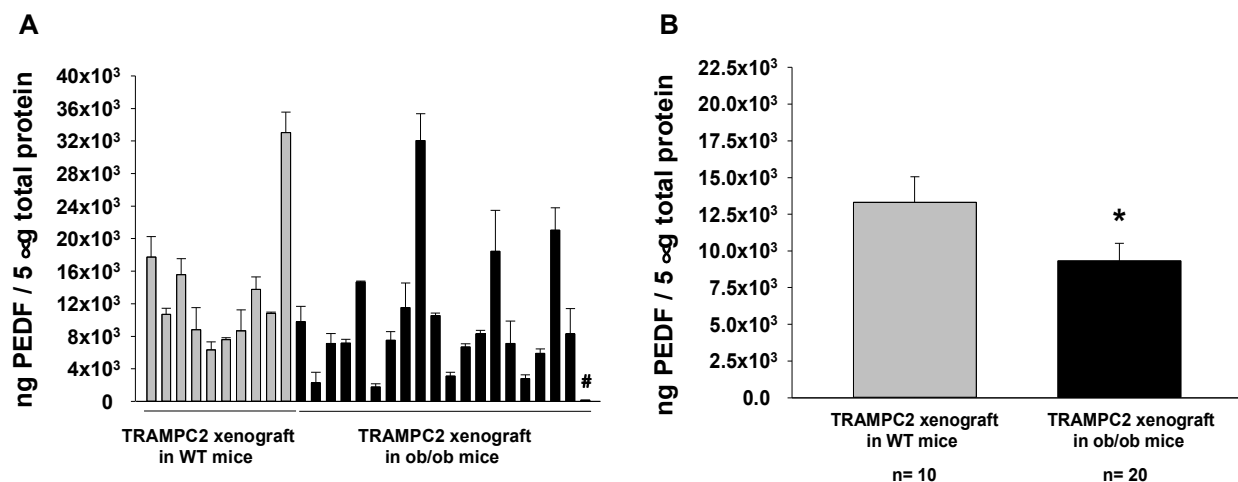 A
ng PEDF / 5 ∝g total protein
40x10³
36x10³
32x10³
28x10³
24x10³
20x10³
16x10³
12x10³
8x10³
4x10³
0
#
TRAMPC2 xenograft
in WT mice
TRAMPC2 xenograft
in ob/ob mice
B
ng PEDF / 5 ∝g total protein
22.5x10³
20.0x10³
17.5x10³
15.0x10³
12.5x10³
10.0x10³
7.5x10³
5.0x10³
2.5x10³
0.0
*
TRAMPC2 xenograft
in WT mice
n= 10
TRAMPC2 xenograft
in ob/ob mice
n= 20